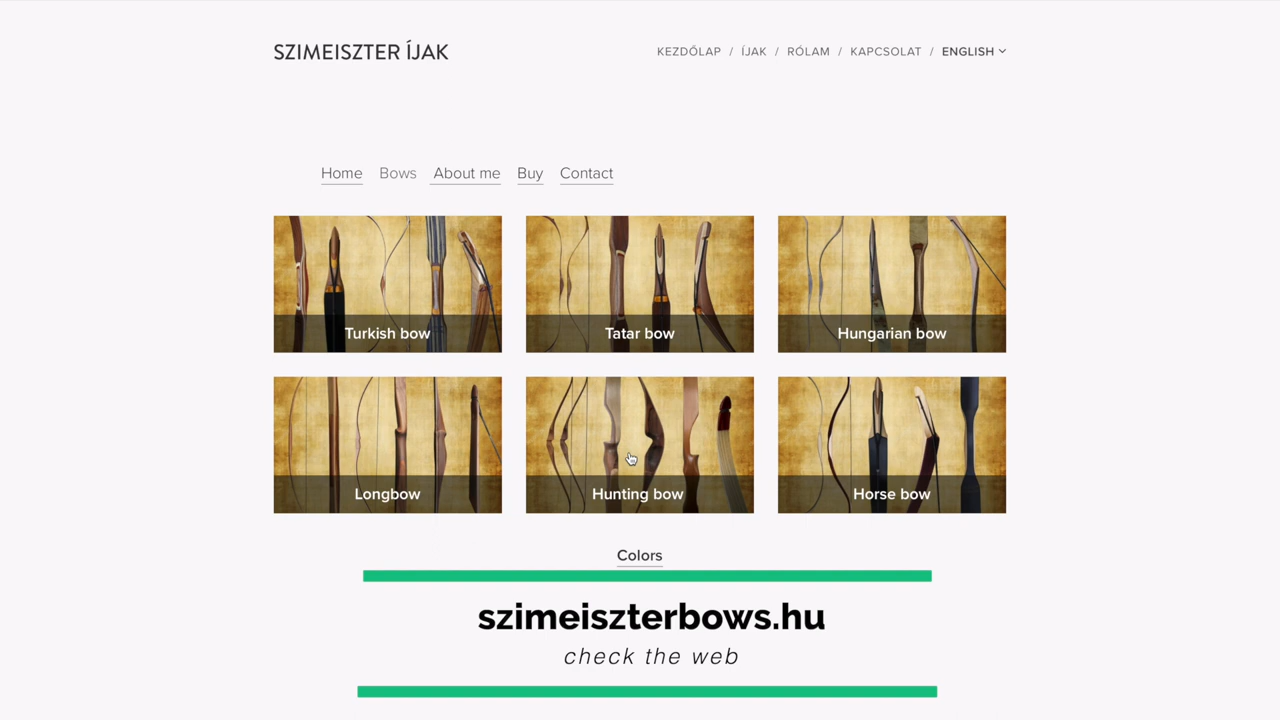 SZIMEISZTER ÍJAK
KEZDŐLAP / ÍJAK / RÓLAM / KAPCSOLAT / ENGLISH
Home Bows About me Buy Contact
Turkish bow
Tatar bow
Hungarian bow
Longbow
Hunting bow
Horse bow
Colors
szimeiszterbows.hu
check the web